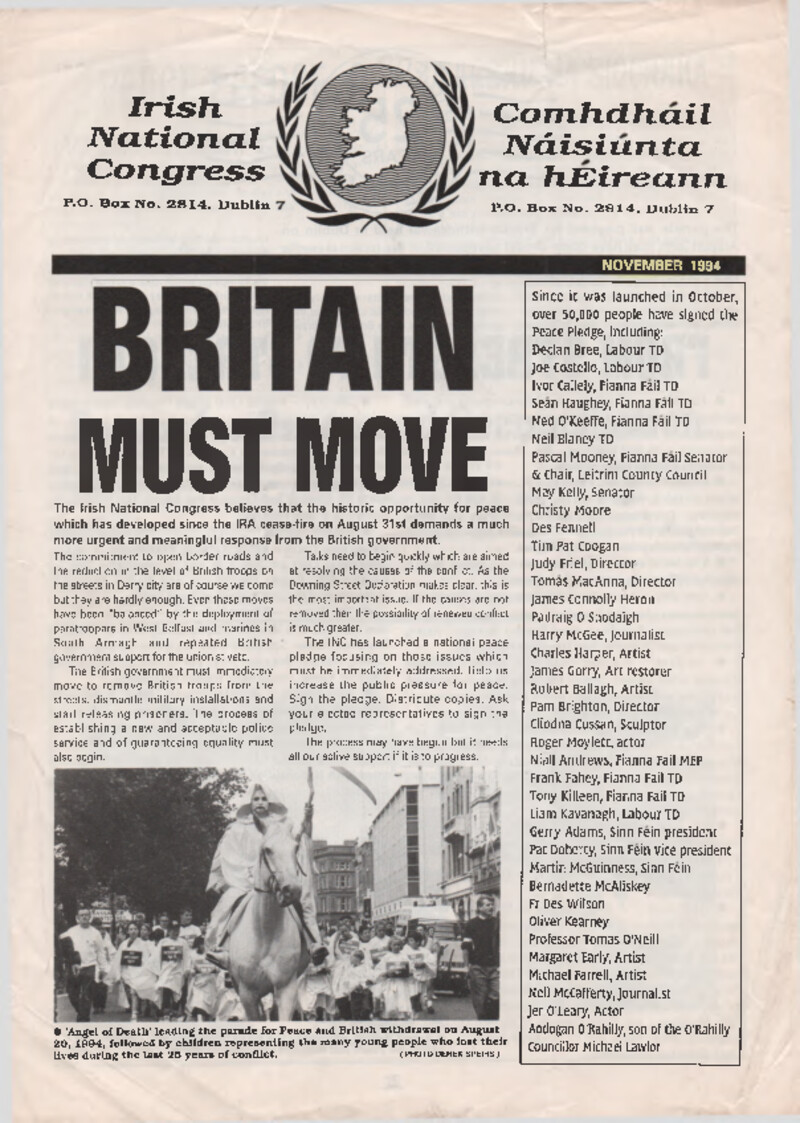 Irish
National
Congress
P.O. Box No. 2814, Dublin 7
Comhdháil
Náisiúnta
na hÉireann
P.O. Box No. 2814, Dublin 7
NOVEMBER 1994
BRITAIN
MUST MOVE
The Irish National Congress believes that the historic opportunity for peace
which has developed since the IRA cease-fire on August 31st demands a much
more urgent and meaningful response from the British government.
The commitment to open border roads and
the reduction in the level of British troops on
the streets in Derry city are of course welcome
but they are hardly enough. Even these moves
have been "balanced" by the deployment of
paratroopers in West Belfast and marines in
South Armagh and repeated British
government support for the unionist veto.
The British government must immediately
move to remove British troops from the
streets, dismantle military installations and
start releasing prisoners. The process of
establishing a new and acceptable police
service and of guaranteeing equality must
also begin.
Talks need to begin quickly which are aimed
at resolving the causes of the conflict. As the
Downing Street Declaration makes clear, this is
the most important issue. If the causes are not
removed then the possibility of renewed conflict
is much greater.
The INC has launched a national peace
pledge focusing on those issues which
must be immediately addressed. Help us
increase the public pressure for peace.
Sign the pledge. Distribute copies. Ask
your elected representatives to sign the
pledge.
The process may have begun but it needs
all our active support if it is to progress.
● 'Angel of Death' leading the parade for Peace and British withdrawal on August
20, 1994, followed by children representing the many young people who lost their
lives during the last 25 years of conflict.
(PHOTO DEREK SPEIRS)
Since it was launched in October,
over 50,000 people have signed the
Peace Pledge, including:
Declan Bree, Labour TD
Joe Costello, Labour TD
Ivor Callely, Fianna Fáil TD
Seán Haughey, Fianna Fáil TD
Ned O'Keeffe, Fianna Fáil TD
Neil Blaney TD
Pascal Mooney, Fianna Fáil Senator
& Chair, Leitrim County Council
May Kelly, Senator
Christy Moore
Des Fennell
Tim Pat Coogan
Judy Friel, Director
Tomás MacAnna, Director
James Connolly Heron
Padraig O Snodaigh
Harry McGee, Journalist
Charles Harper, Artist
James Gorry, Art restorer
Robert Ballagh, Artist
Pam Brighton, Director
Cliodna Cussen, Sculptor
Roger Moylett, actor
Niall Andrews, Fianna Fail MEP
Frank Fahey, Fianna Fail TD
Tony Killeen, Fianna Fail TD
Liam Kavanagh, Labour TD
Gerry Adams, Sinn Féin president
Pat Doherty, Sinn Féin vice president
Martin McGuinness, Sinn Féin
Bernadette McAliskey
Fr Des Wilson
Oliver Kearney
Professor Tomas O'Neill
Margaret Early, Artist
Michael Farrell, Artist
Nell McCafferty, Journalist
Jer O'Leary, Actor
Aodogan O'Rahilly, son of the O'Rahilly
Councillor Michael Lawlor